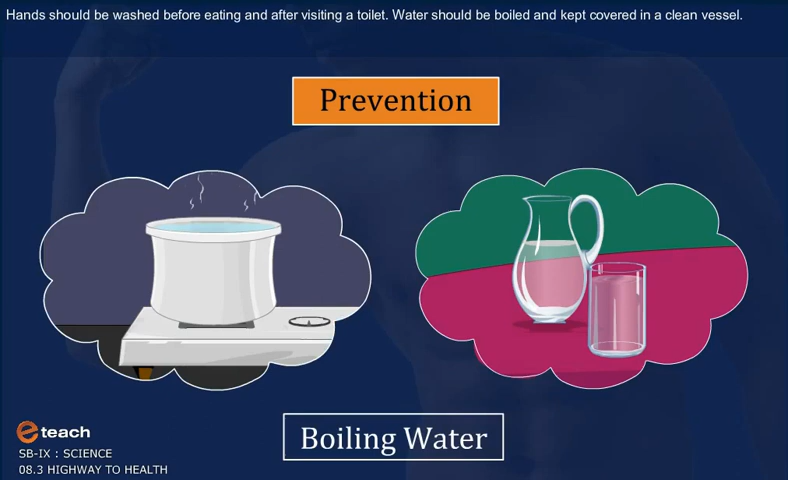 Hands should be washed before eating and after visiting a toilet. Water should be boiled and kept covered in a clean vessel.
Prevention
Boiling Water
e teach
SB-IX : SCIENCE
08.3 HIGHWAY TO HEALTH